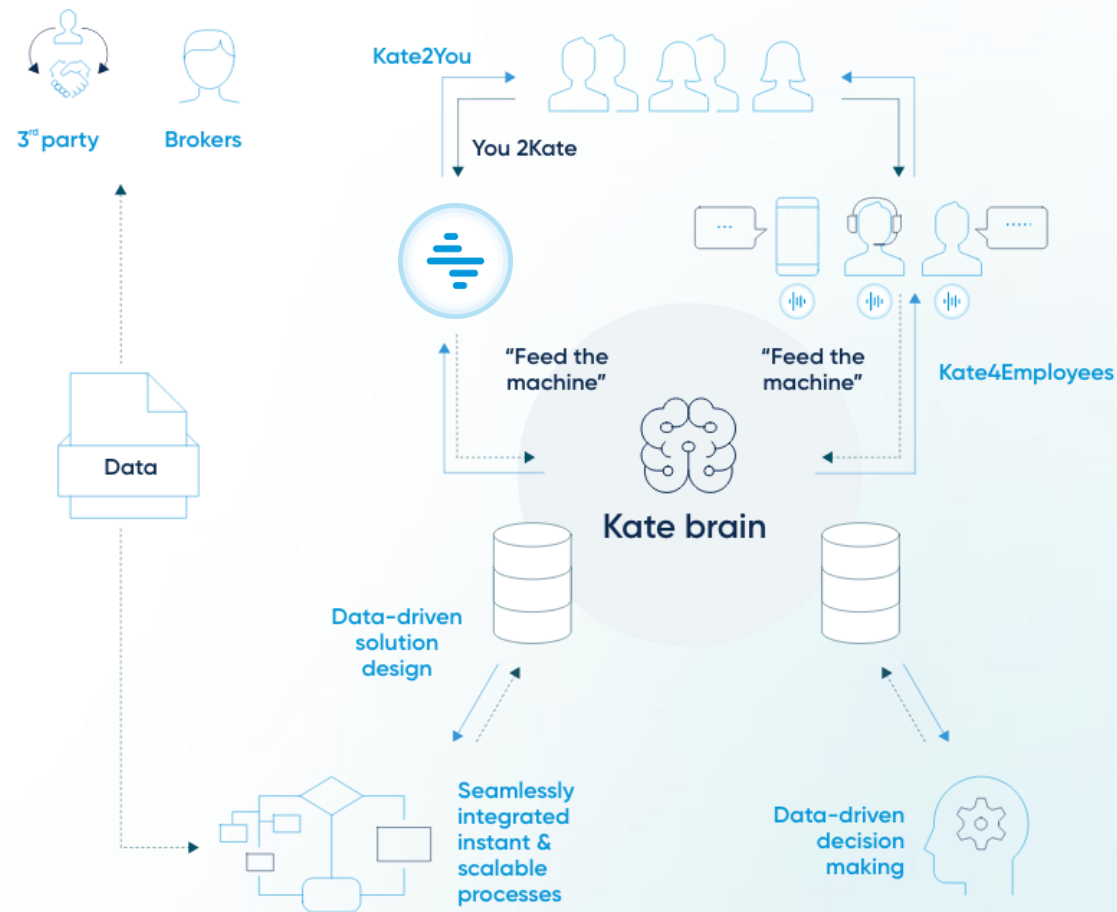 Kate2You
3rd party
Brokers
You 2Kate
...
.....
"Feed the
machine"
"Feed the
machine"
Kate4Employees
Data
Kate brain
Data-driven
solution
design
Seamlessly
integrated
instant &
scalable
processes
Data-driven
decision
making